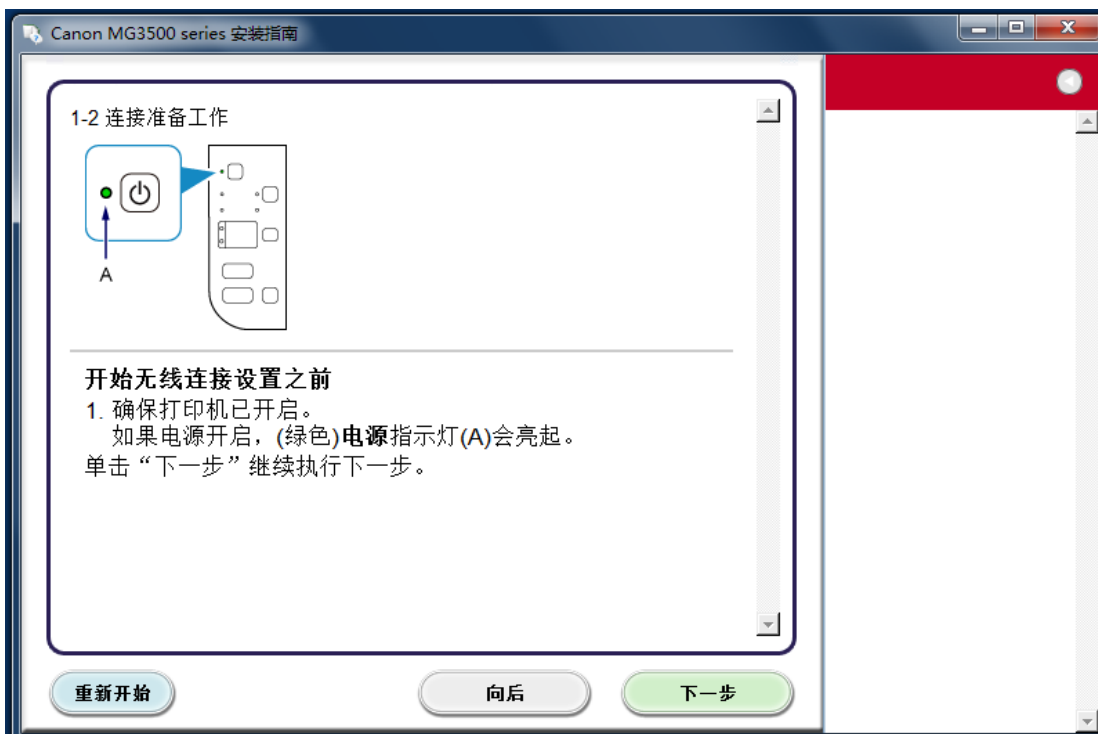 Canon MG3500 series 安装指南
1-2 连接准备工作
A
开始无线连接设置之前
1. 确保打印机已开启。
如果电源开启，(绿色)电源指示灯(A)会亮起。
单击“下一步”继续执行下一步。
重新开始
向后
下一步